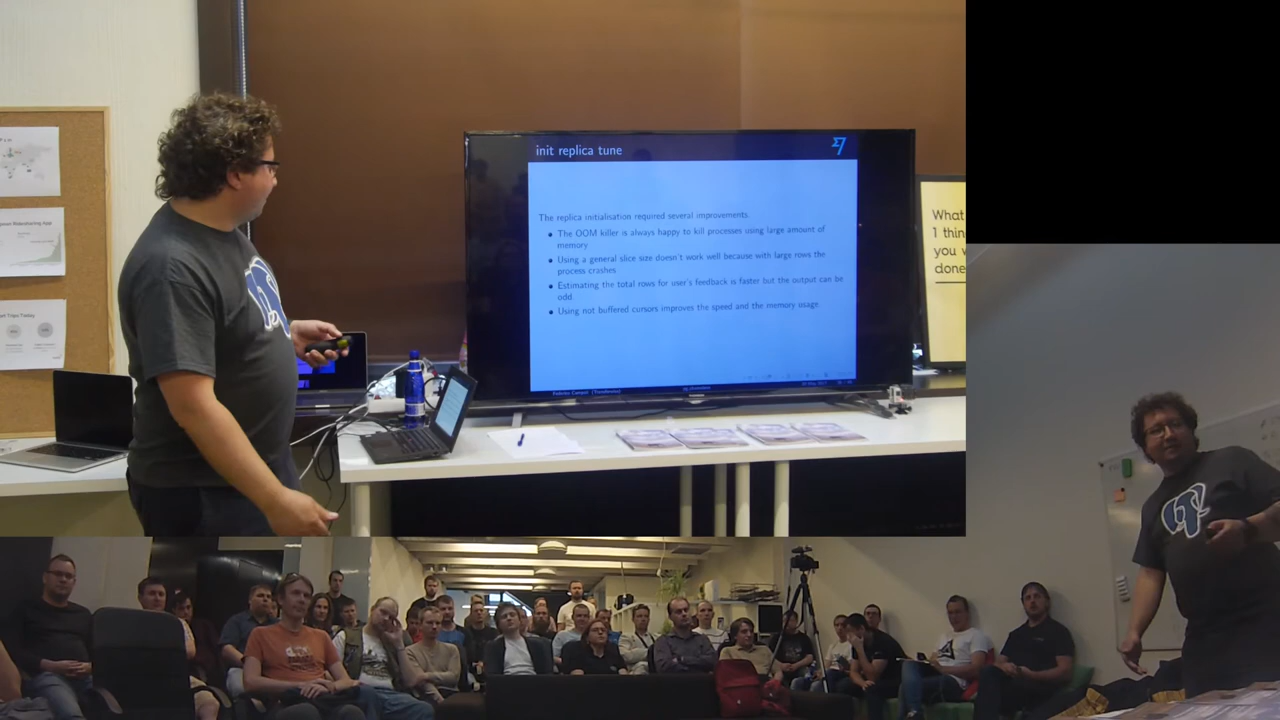 init replica tune
The replica initialisation required several improvements.
The OOM killer is always happy to kill processes using large amount of
memory
Using a general slice size doesn't work well because with large rows the
process crashes
Estimating the total rows for user's feedback is faster but the output can be
odd.
Using not buffered cursors improves the speed and the memory usage.
What
1 thin
you w
done